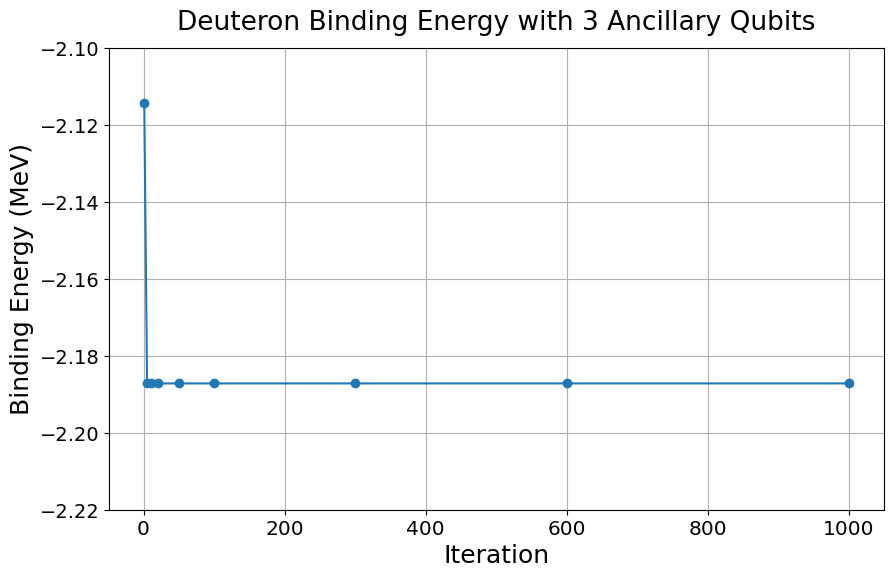 Deuteron Binding Energy with 3 Ancillary Qubits
Binding Energy (MeV)
−2.10
−2.12
−2.14
−2.16
−2.18
−2.20
−2.22
0 200 400 600 800 1000
Iteration